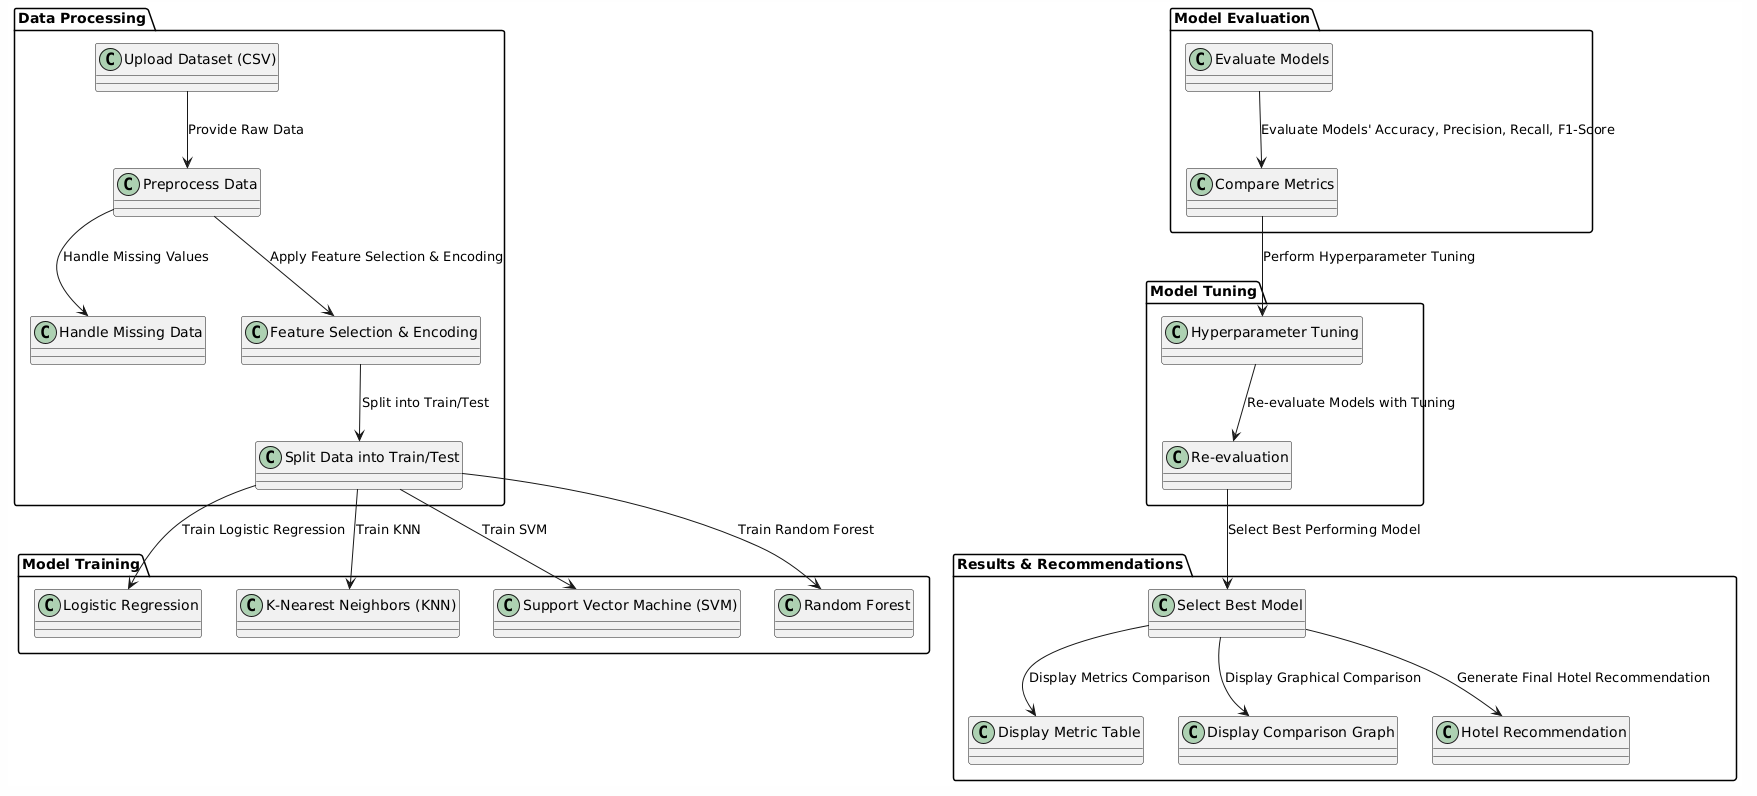 Data Processing
C Upload Dataset (CSV)
Provide Raw Data
C Preprocess Data
Handle Missing Values
Apply Feature Selection & Encoding
C Handle Missing Data
C Feature Selection & Encoding
Split into Train/Test
C Split Data into Train/Test
Train Logistic Regression
Train KNN
Train SVM
Train Random Forest
Model Training
C Logistic Regression
C K-Nearest Neighbors (KNN)
C Support Vector Machine (SVM)
C Random Forest
Model Evaluation
C Evaluate Models
Evaluate Models' Accuracy, Precision, Recall, F1-Score
C Compare Metrics
Perform Hyperparameter Tuning
Model Tuning
C Hyperparameter Tuning
Re-evaluate Models with Tuning
C Re-evaluation
Select Best Performing Model
Results & Recommendations
C Select Best Model
Display Metrics Comparison
Display Graphical Comparison
Generate Final Hotel Recommendation
C Display Metric Table
C Display Comparison Graph
C Hotel Recommendation